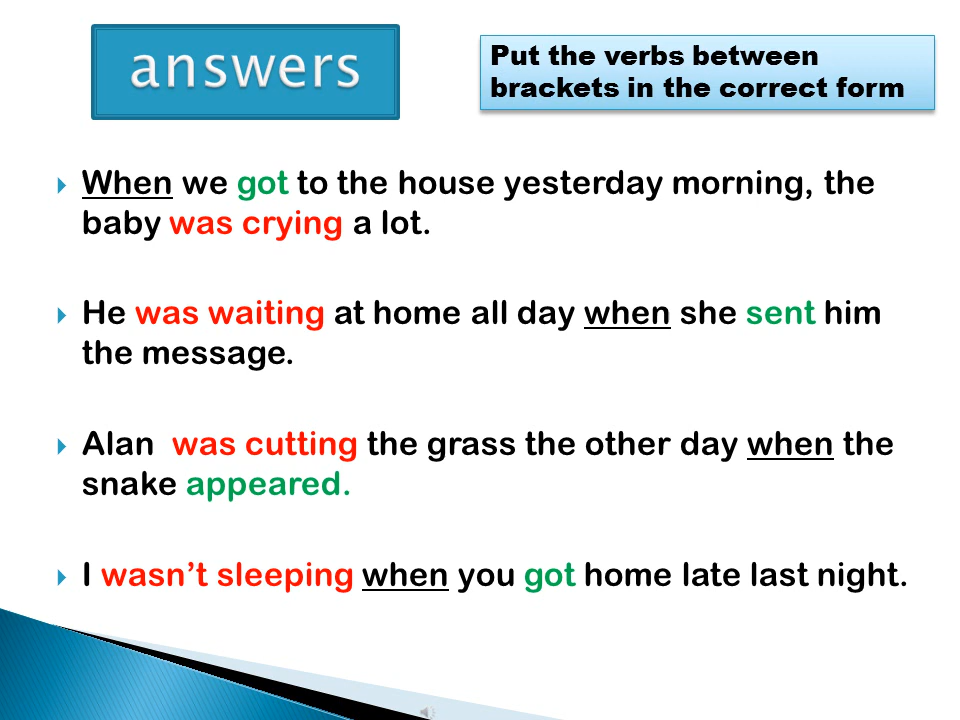 answers
Put the verbs between
brackets in the correct form
When we got to the house yesterday morning, the
baby was crying a lot.
He was waiting at home all day when she sent him
the message.
Alan was cutting the grass the other day when the
snake appeared.
I wasn’t sleeping when you got home late last night.